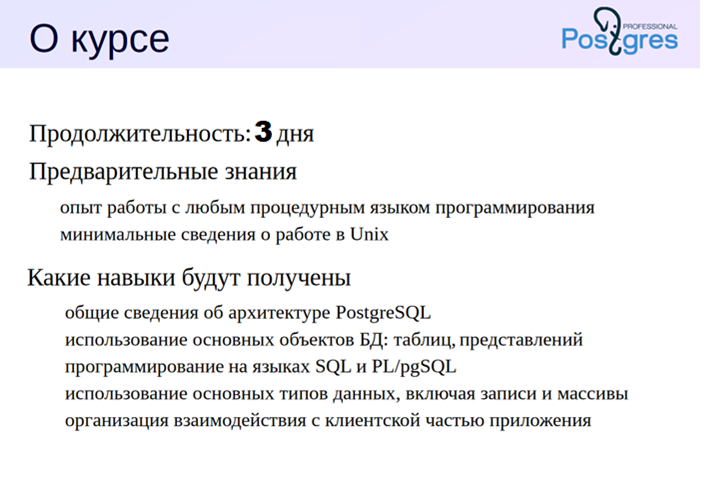 О курсе
PROFESSIONAL
Postgres
Продолжительность: 3 дня
Предварительные знания
опыт работы с любым процедурным языком программирования
минимальные сведения о работе в Unix
Какие навыки будут получены
общие сведения об архитектуре PostgreSQL
использование основных объектов БД: таблиц, представлений
программирование на языках SQL и PL/pgSQL
использование основных типов данных, включая записи и массивы
организация взаимодействия с клиентской частью приложения